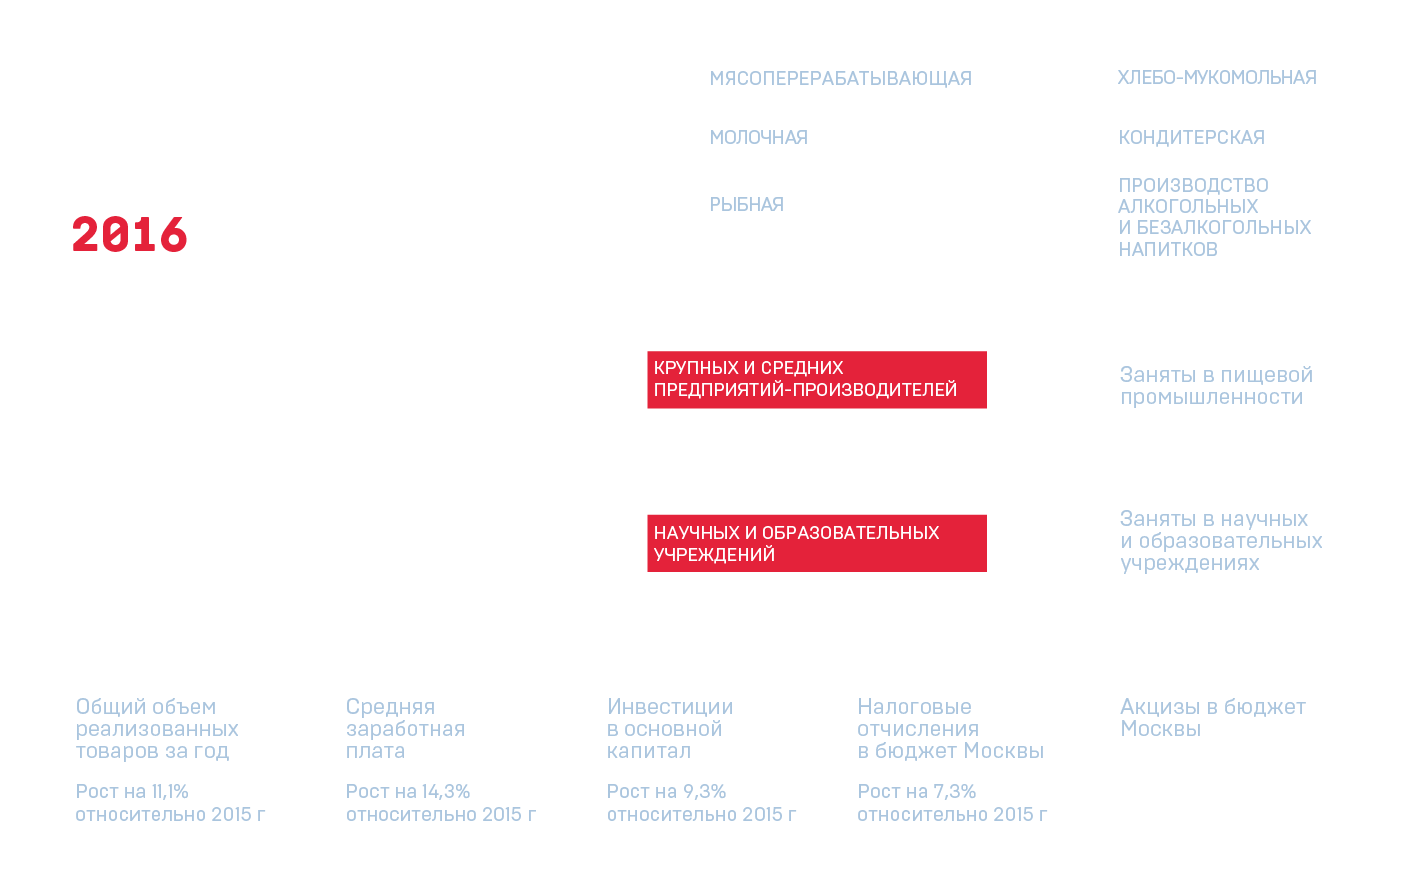 2016
МЯСОПЕРЕРАБАТЫВАЮЩАЯ
МОЛОЧНАЯ
РЫБНАЯ
ХЛЕБО-МУКОМОЛЬНАЯ
КОНДИТЕРСКАЯ
ПРОИЗВОДСТВО
АЛКОГОЛЬНЫХ
И БЕЗАЛКОГОЛЬНЫХ
НАПИТКОВ
КРУПНЫХ И СРЕДНИХ
ПРЕДПРИЯТИЙ-ПРОИЗВОДИТЕЛЕЙ
Заняты в пищевой
промышленности
НАУЧНЫХ И ОБРАЗОВАТЕЛЬНЫХ
УЧРЕЖДЕНИЙ
Заняты в научных
и образовательных
учреждениях
Общий объем
реализованных
товаров за год
Рост на 11,1%
относительно 2015 г
Средняя
заработная
плата
Рост на 14,3%
относительно 2015 г
Инвестиции
в основной
капитал
Рост на 9,3%
относительно 2015 г
Налоговые
отчисления
в бюджет Москвы
Рост на 7,3%
относительно 2015 г
Акцизы в бюджет
Москвы